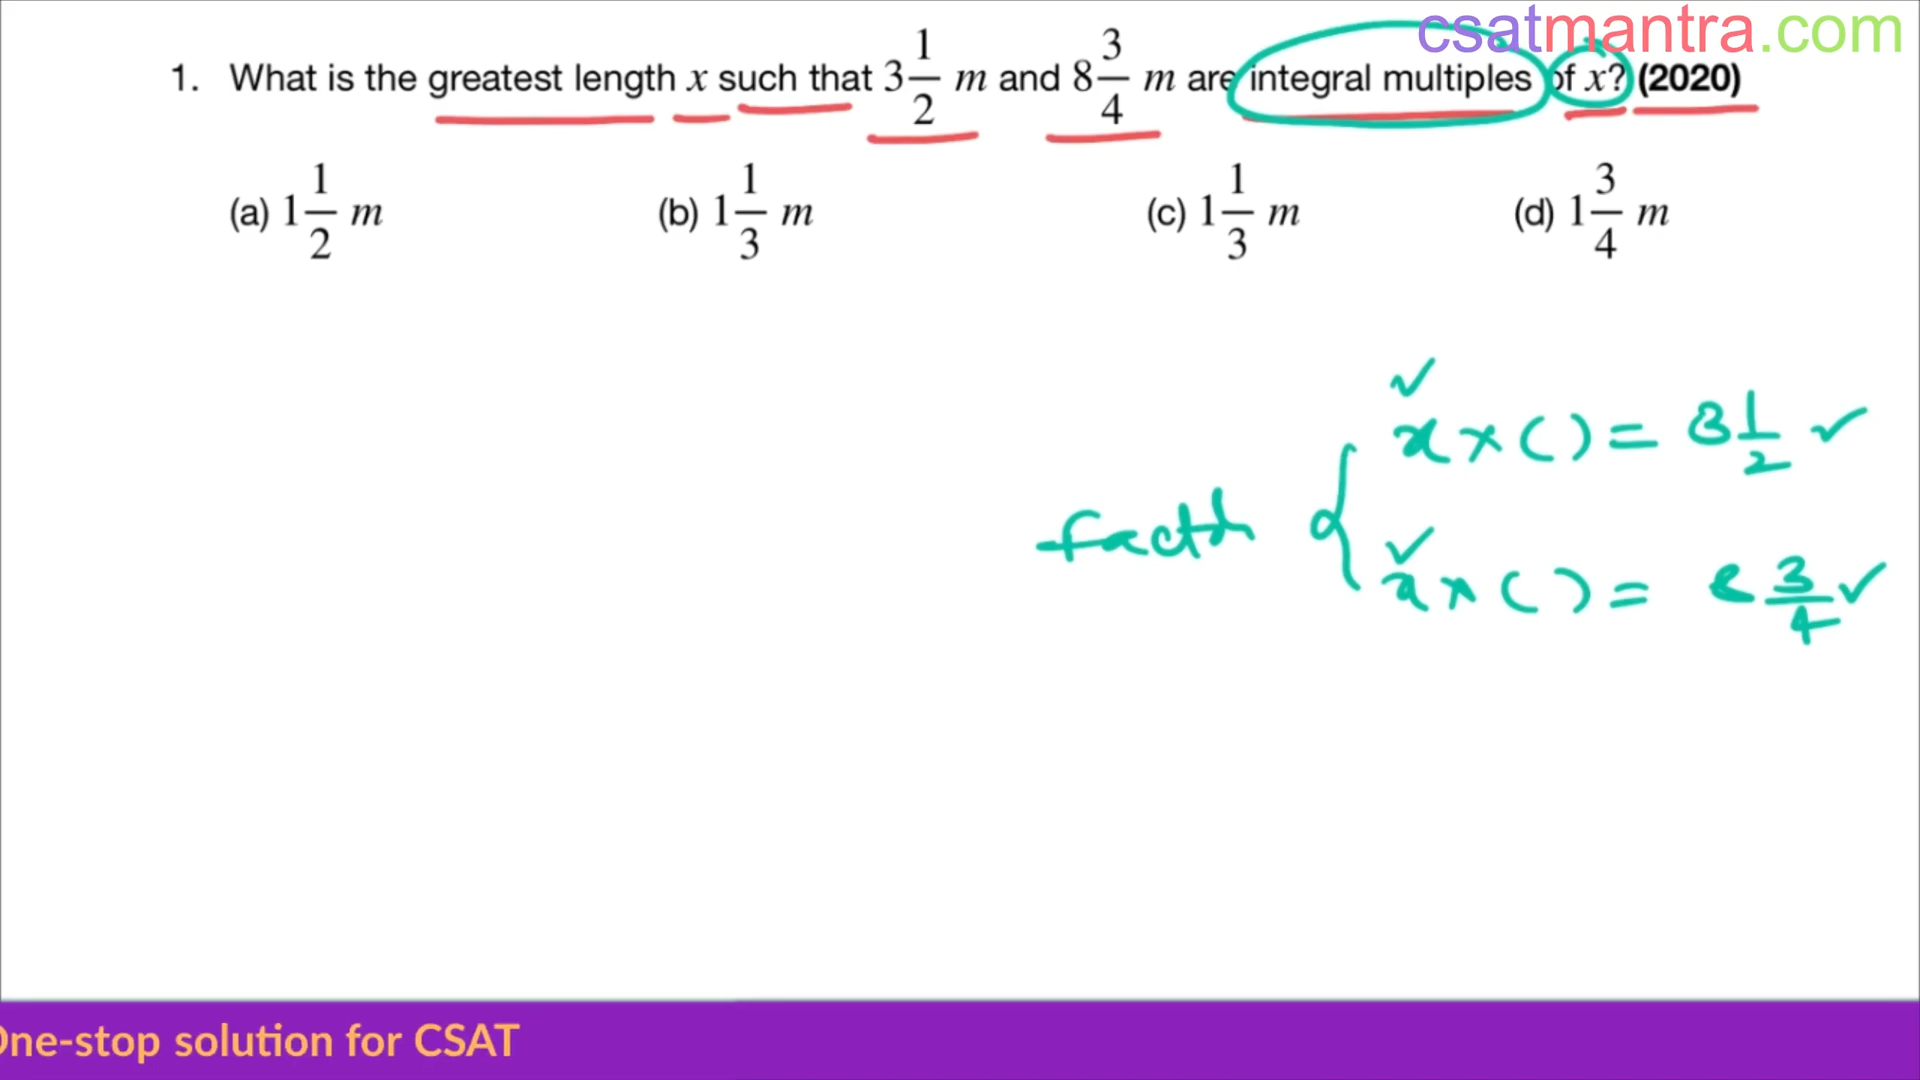 csatmantra.com
1. What is the greatest length x such that 3 1/2 m and 8 3/4 m are integral multiples of x? (2020)
(a) 1 1/2 m (b) 1 1/3 m (c) 1 1/3 m (d) 1 3/4 m
✓
x × ( ) = 3 1/2 ✓
factor {
✓
x × ( ) = 8 3/4 ✓
One-stop solution for CSAT